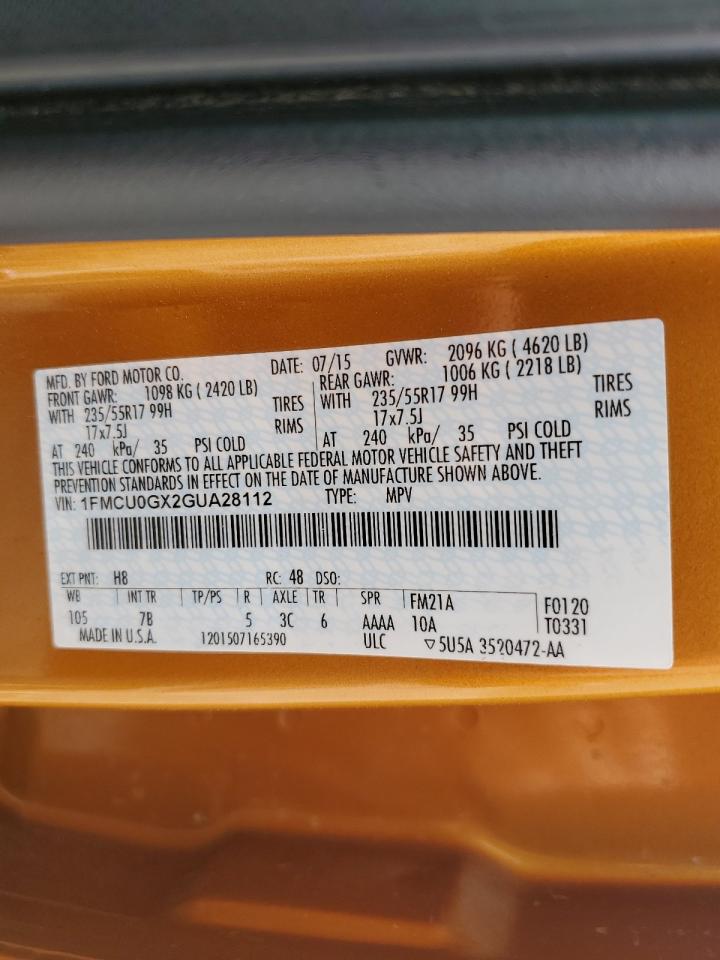 MFD. BY FORD MOTOR CO. DATE: 07/15 GVWR: 2096 KG ( 4620 LB)
FRONT GAWR: 1098 KG ( 2420 LB) REAR GAWR: 1006 KG ( 2218 LB)
WITH 235/55R17 99H TIRES WITH 235/55R17 99H TIRES
17x7.5J RIMS 17x7.5J RIMS
AT 240 kPa/ 35 PSI COLD AT 240 kPa/ 35 PSI COLD
THIS VEHICLE CONFORMS TO ALL APPLICABLE FEDERAL MOTOR VEHICLE SAFETY AND THEFT
PREVENTION STANDARDS IN EFFECT ON THE DATE OF MANUFACTURE SHOWN ABOVE.
VIN: 1FMCU0GX2GUA28112 TYPE: MPV
EXT PNT: H8 RC: 48 DSO:
WB INT TR TP/PS R AXLE TR SPR FM21A F0120
105 7B 5 3C 6 AAAA 10A T0331
MADE IN U.S.A. 1201507165390 ULC ▽5U5A 3520472-AA